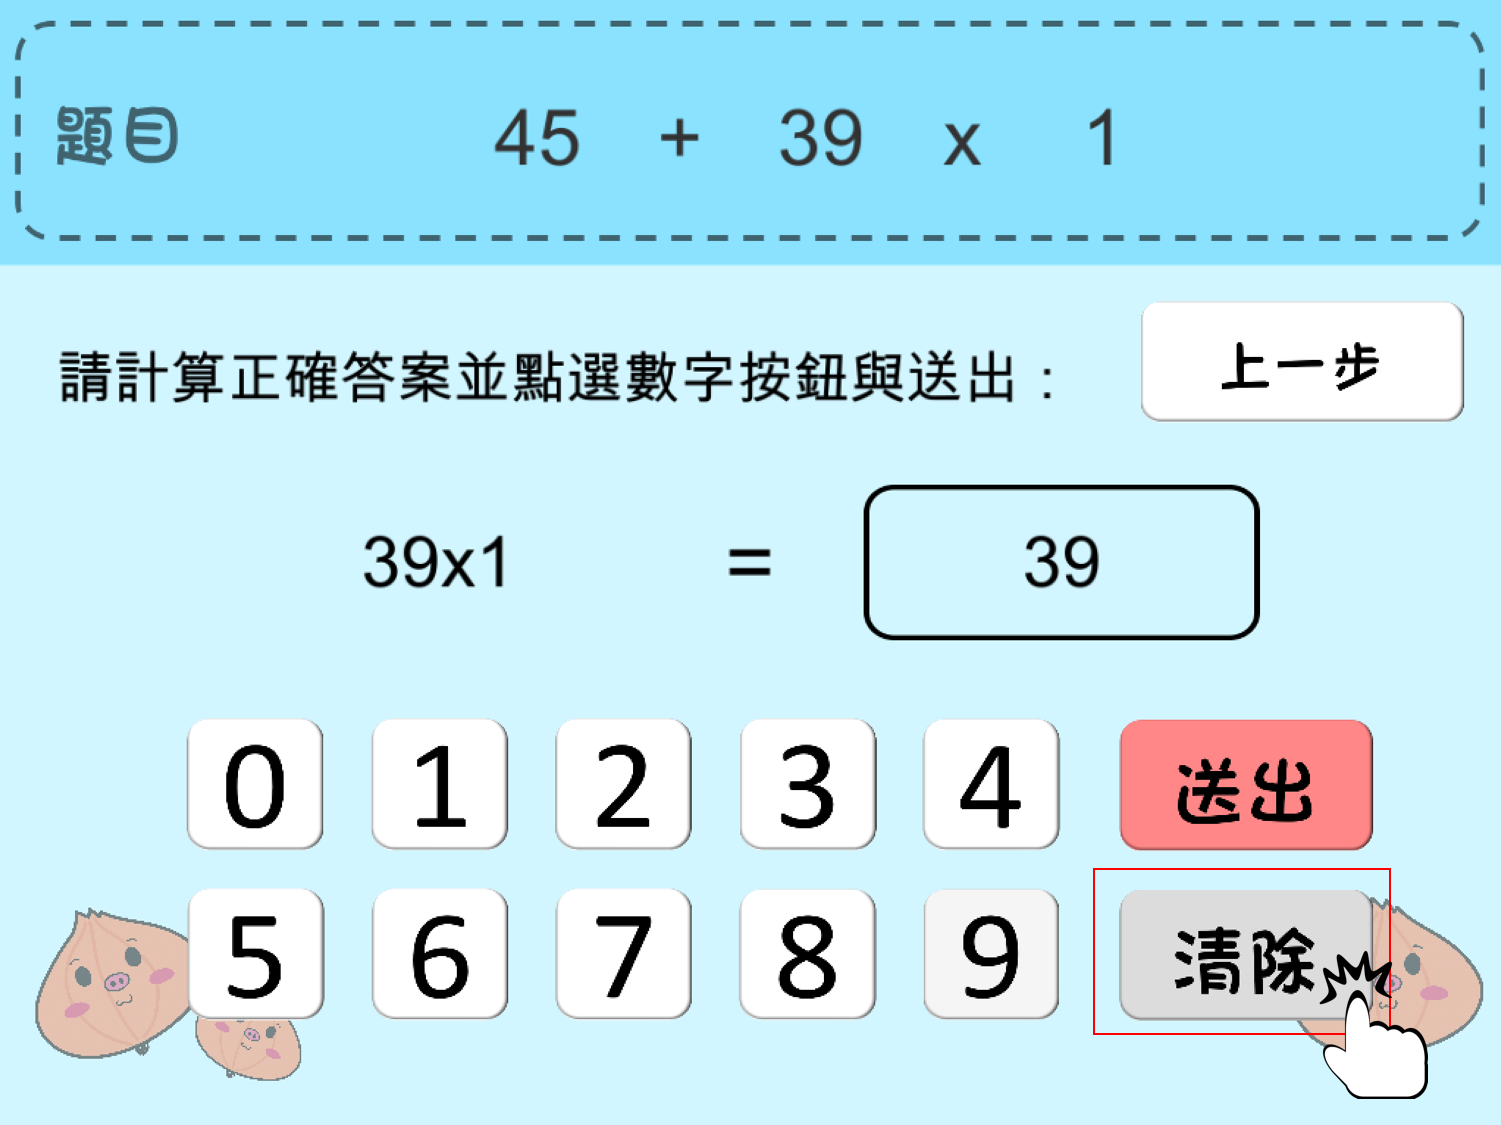 題目 45 + 39 x 1
請計算正確答案並點選數字按鈕與送出：
上一步
39x1 = 39
0 1 2 3 4 送出
5 6 7 8 9 清除